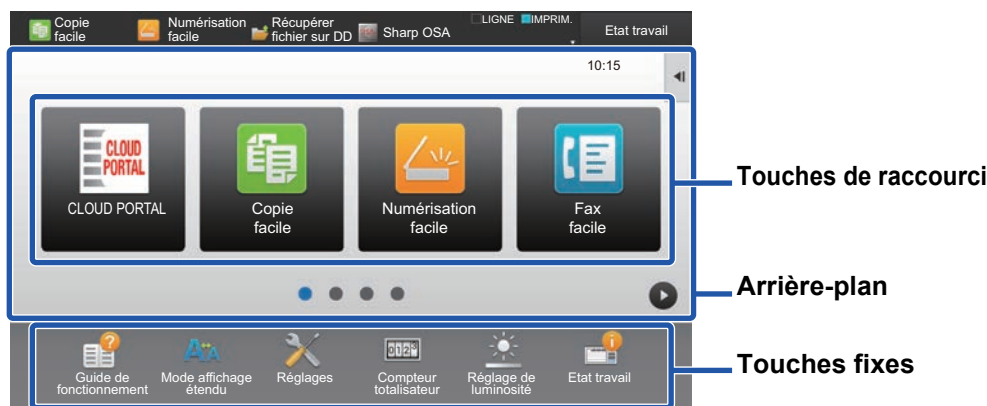 Copie
facile
Numérisation
facile
Récupérer
fichier sur DD
Sharp OSA
LIGNE
IMPRIM.
Etat travail
10:15
CLOUD
PORTAL
CLOUD PORTAL
Copie
facile
Numérisation
facile
Fax
facile
Touches de raccourci
Arrière-plan
Guide de
fonctionnement
Mode affichage
étendu
Réglages
Compteur
totalisateur
Réglage de
luminosité
Etat travail
Touches fixes